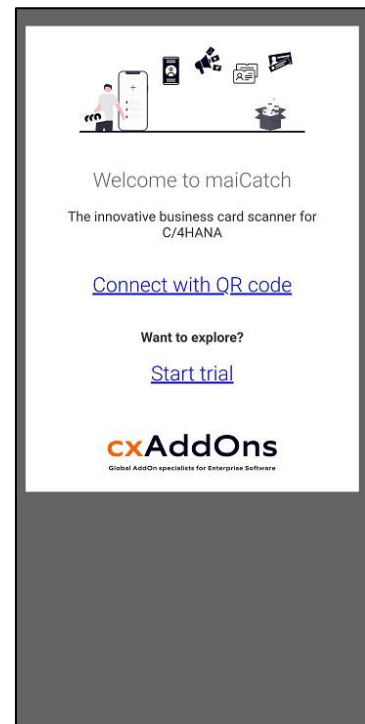 Welcome to maiCatch
The innovative business card scanner for
C/4HANA
Connect with QR code
Want to explore?
Start trial
cxAddOns
Global AddOn specialists for Enterprise Software